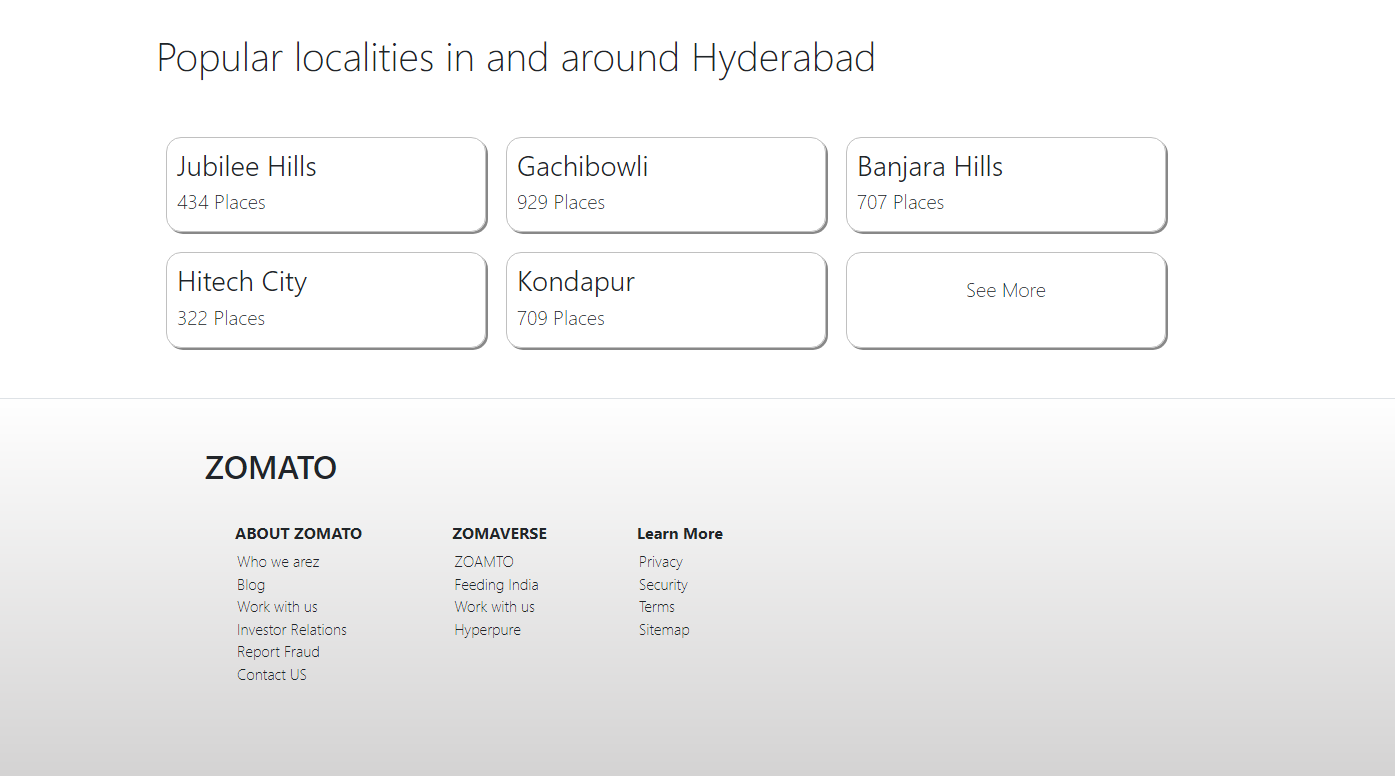 Popular localities in and around Hyderabad
Jubilee Hills
434 Places
Gachibowli
929 Places
Banjara Hills
707 Places
Hitech City
322 Places
Kondapur
709 Places
See More
ZOMATO
ABOUT ZOMATO
Who we arez
Blog
Work with us
Investor Relations
Report Fraud
Contact US
ZOMAVERSE
ZOAMTO
Feeding India
Work with us
Hyperpure
Learn More
Privacy
Security
Terms
Sitemap